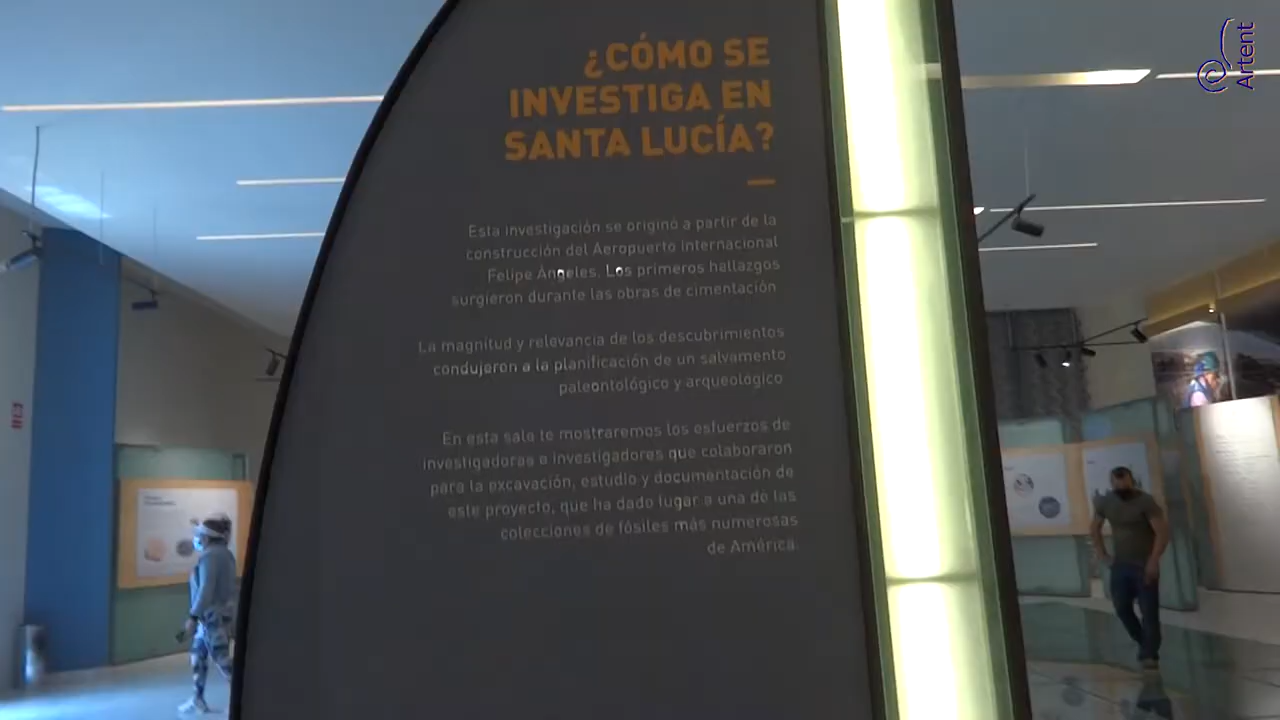 ¿CÓMO SE
INVESTIGA EN
SANTA LUCÍA?
Esta investigación se originó a partir de la
construcción del Aeropuerto Internacional
Felipe Ángeles. Los primeros hallazgos
surgieron durante las obras de cimentación
La magnitud y relevancia de los descubrimientos
condujeron a la planificación de un salvamento
paleontológico y arqueológico
En esta sala te mostraremos los esfuerzos de
investigadoras e investigadores que colaboraron
para la excavación, estudio y documentación de
este proyecto, que ha dado lugar a una de las
colecciones de fósiles más numerosas
de América.
Artent